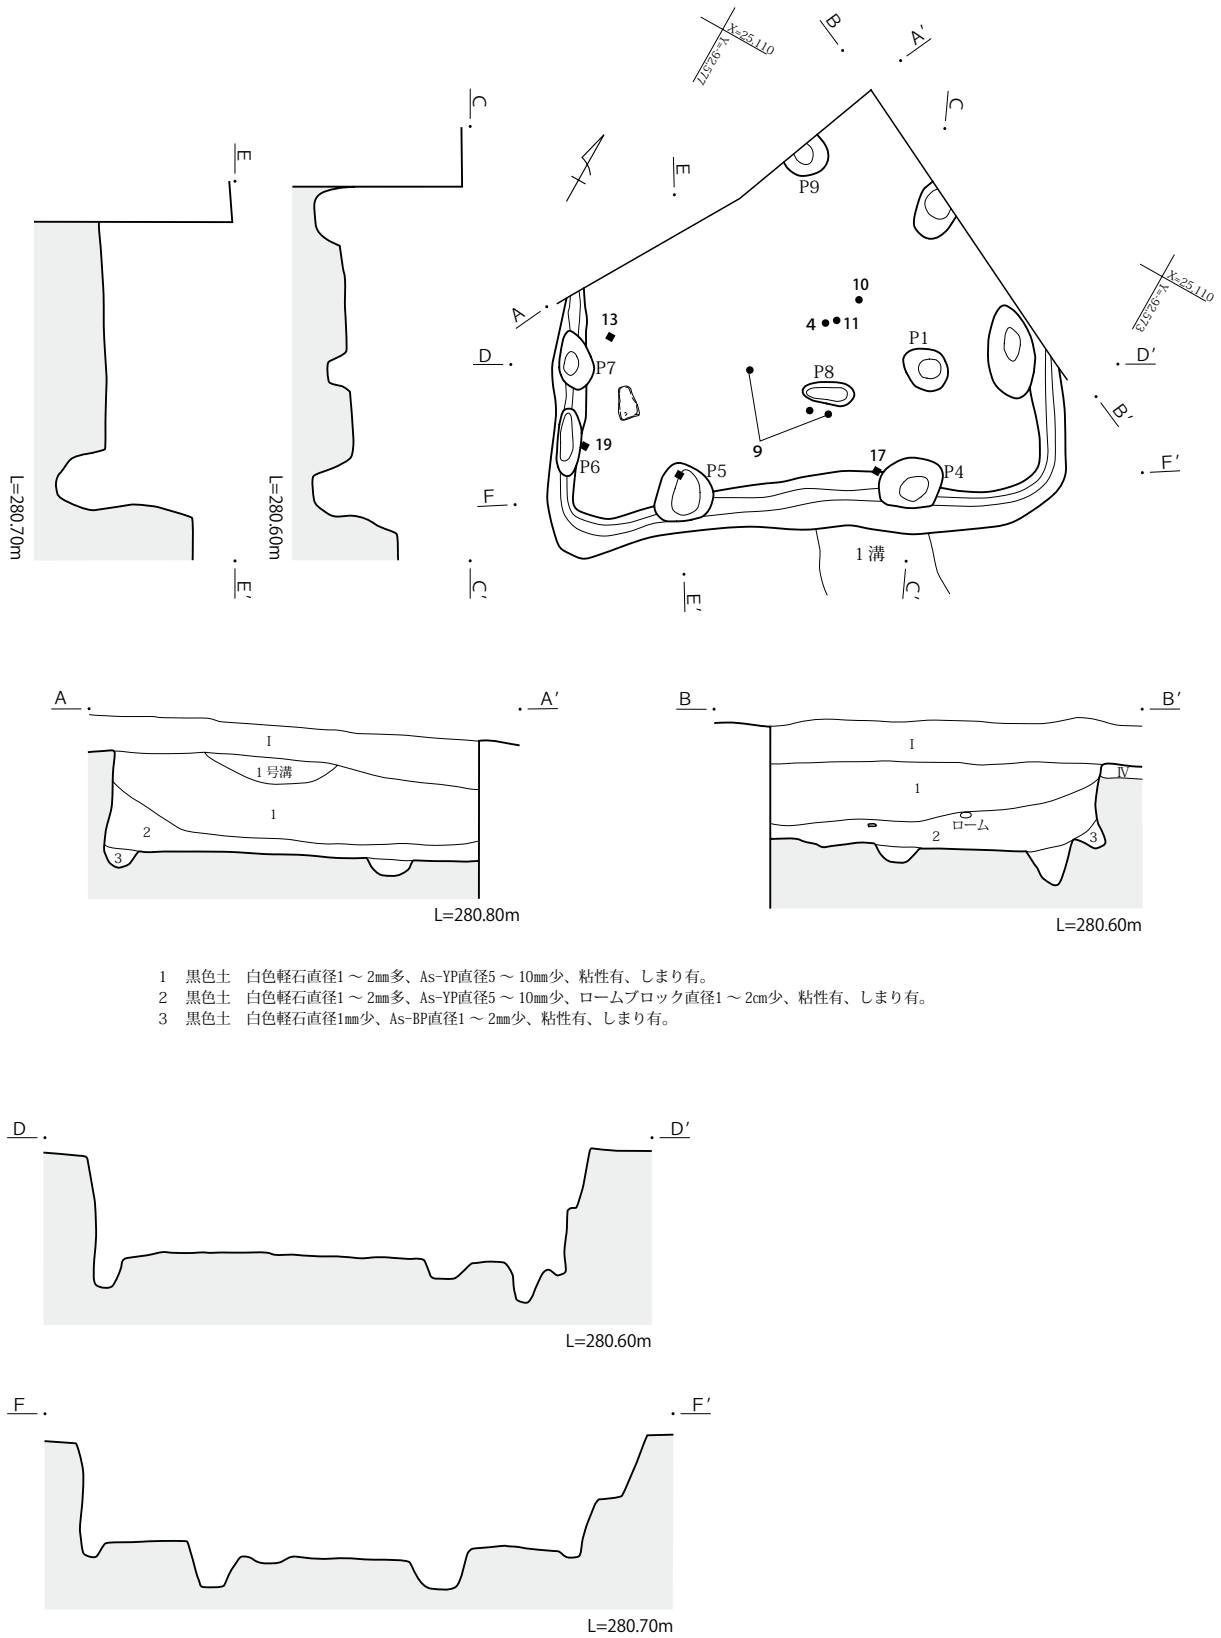 X=25,110
Y=-92,577
B
A′
C
C
E
E
P9
X=25,110
Y=-92,573
10
4
11
13
A
P1
D
D′
P7
P8
B′
19
9
17
F′
P6
P5
P4
F
1 溝
L=280.70m
L=280.60m
E′
C′
E′
C′
A
A′
I
1 号溝
1
2
3
L=280.80m
B
B′
I
Ⅳ
1
ローム
2
3
L=280.60m
1 黒色土 白色軽石直径1 ～ 2㎜多、As-YP直径5 ～ 10㎜少、粘性有、しまり有。
2 黒色土 白色軽石直径1 ～ 2㎜多、As-YP直径5 ～ 10㎜少、ロームブロック直径1 ～ 2㎝少、粘性有、しまり有。
3 黒色土 白色軽石直径1㎜少、As-BP直径1 ～ 2㎜少、粘性有、しまり有。
D
D′
L=280.60m
F
F′
L=280.70m